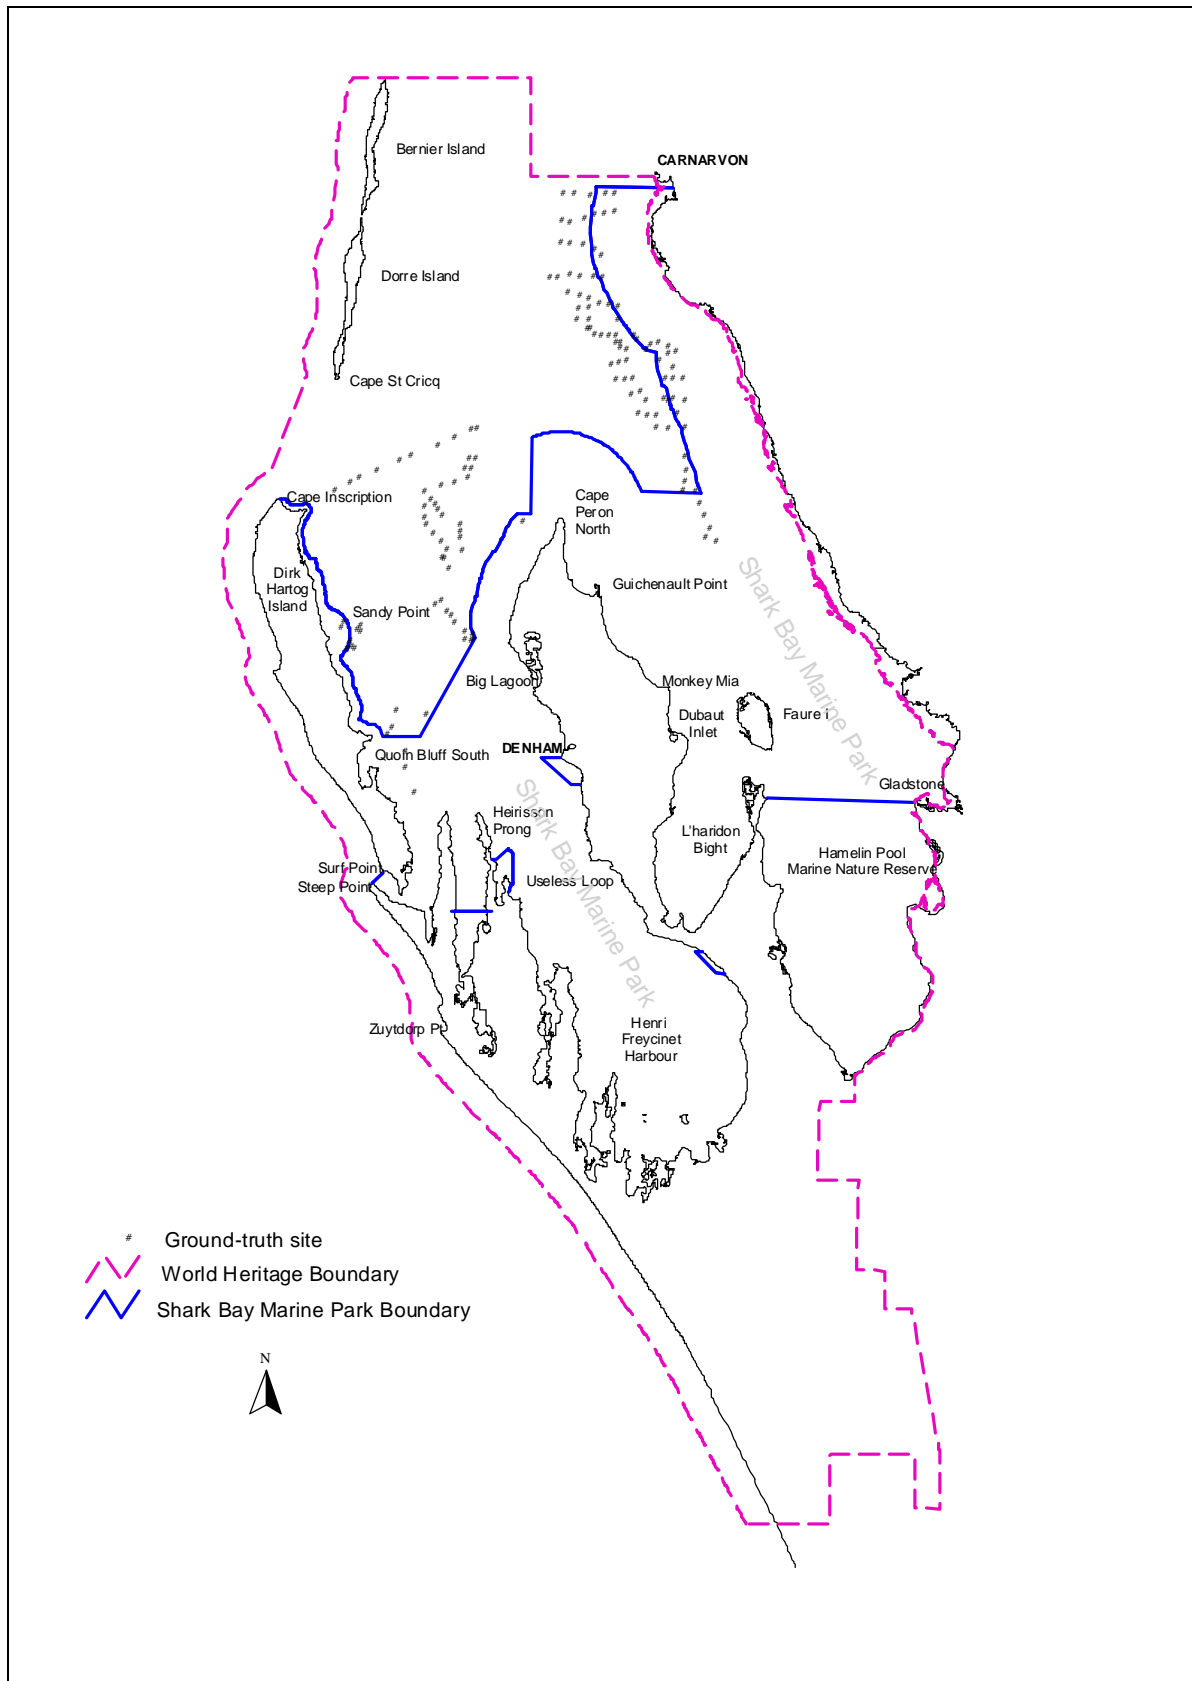 CARNARVON
Bernier Island
Dorre Island
Cape St Cricq
Cape Inscription
Cape
Peron
North
Dirk
Hartog
Island
Guichenault Point
Sandy Point
Shark Bay Marine Park
Big Lagoon
Monkey Mia
Dubaut
Inlet
Faure i
Quoin Bluff South
DENHAM
Gladstone
Heirisson
Prong
Shark Bay Marine Park
L'haridon
Bight
Hamelin Pool
Marine Nature Reserve
Surf Point
Steep Point
Useless Loop
Zuytdorp Pt
Henri
Freycinet
Harbour
# Ground-truth site
World Heritage Boundary
Shark Bay Marine Park Boundary
N